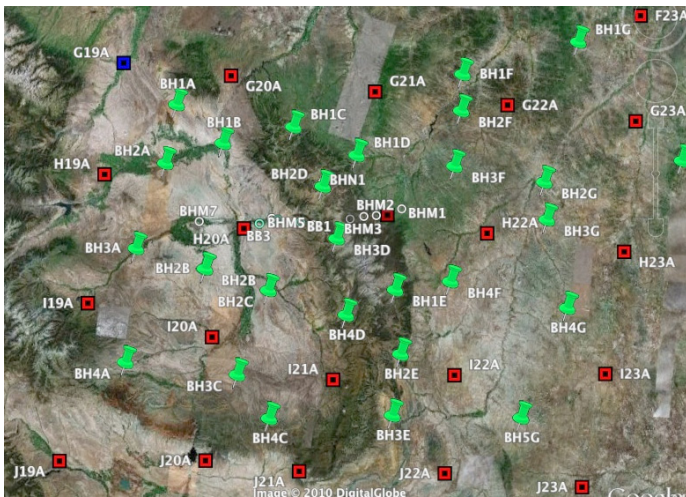 F23A
BH1G
G19A
BH1F
BH1A
G20A
G21A
G22A
BH2F
BH1C
G23A
BH1B
BH1D
BH2A
BH2D
BH3F
H19A
BHN1
BH2G
BHM7
BHM2
BHM1
BHM5
BB1
BHM3
H22A
BH3G
H20A
BB3
BH3A
BH3D
H23A
BH2B
BH2B
BH2C
BH1E
BH4F
I19A
BH4G
I20A
BH4D
BH4A
BH3C
I21A
BH2E
I22A
I23A
BH4C
BH3E
BH5G
J19A
J20A
J21A
J22A
J23A
Image © 2010 DigitalGlobe